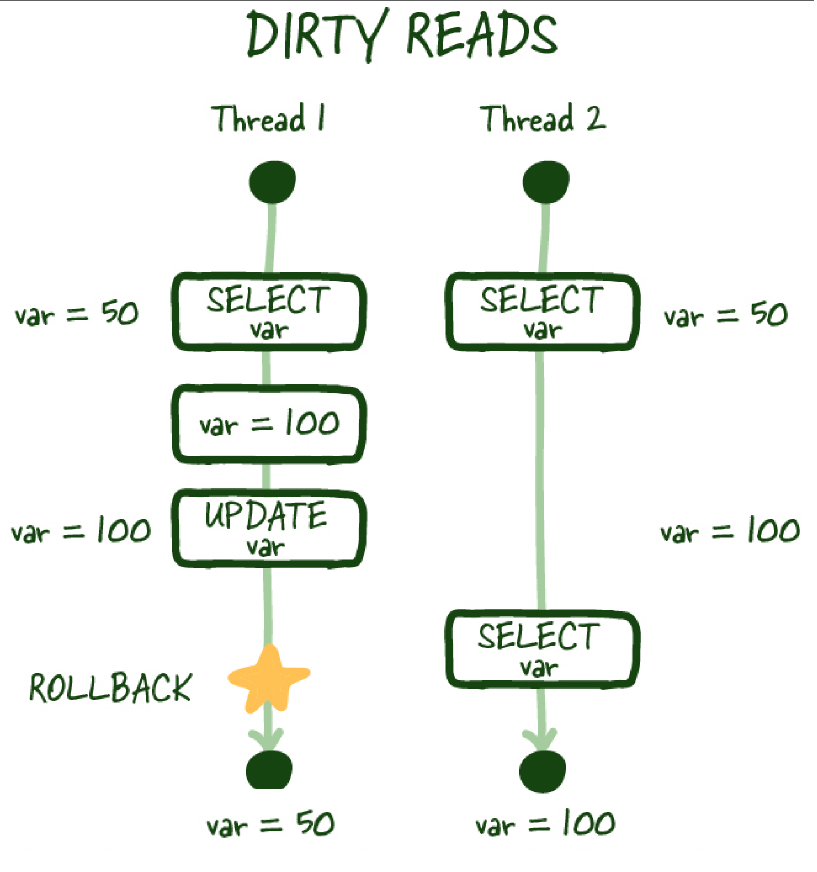 DIRTY READS
Thread 1
Thread 2
var = 50
SELECT
var
SELECT
var
var = 50
var = 100
var = 100
UPDATE
var
var = 100
SELECT
var
ROLLBACK
var = 50
var = 100